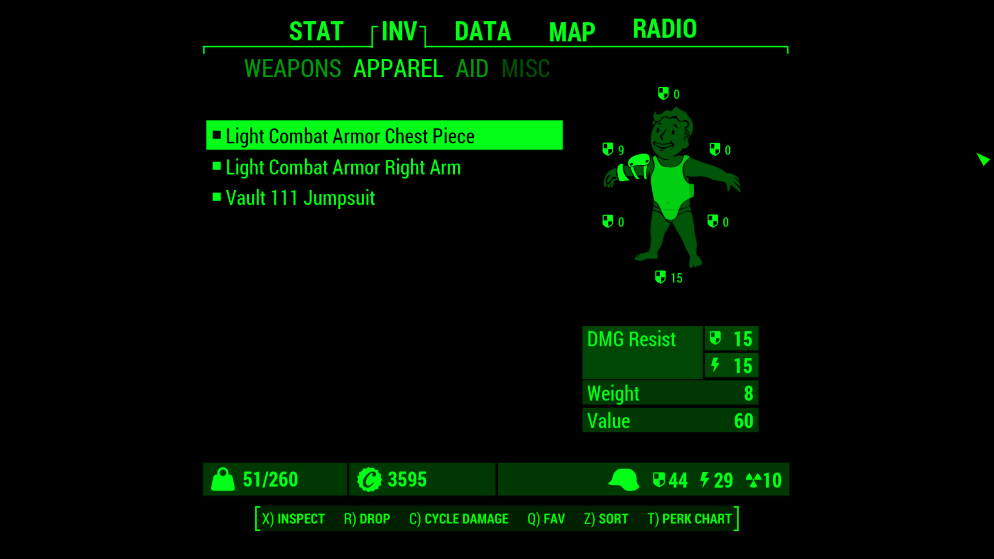 STAT INV DATA MAP RADIO
WEAPONS APPAREL AID MISC
0
Light Combat Armor Chest Piece
9 0
Light Combat Armor Right Arm
Vault 111 Jumpsuit
0 0
15
DMG Resist 15
15
Weight 8
Value 60
51/260 3595 44 29 10
X) INSPECT R) DROP C) CYCLE DAMAGE Q) FAV Z) SORT T) PERK CHART